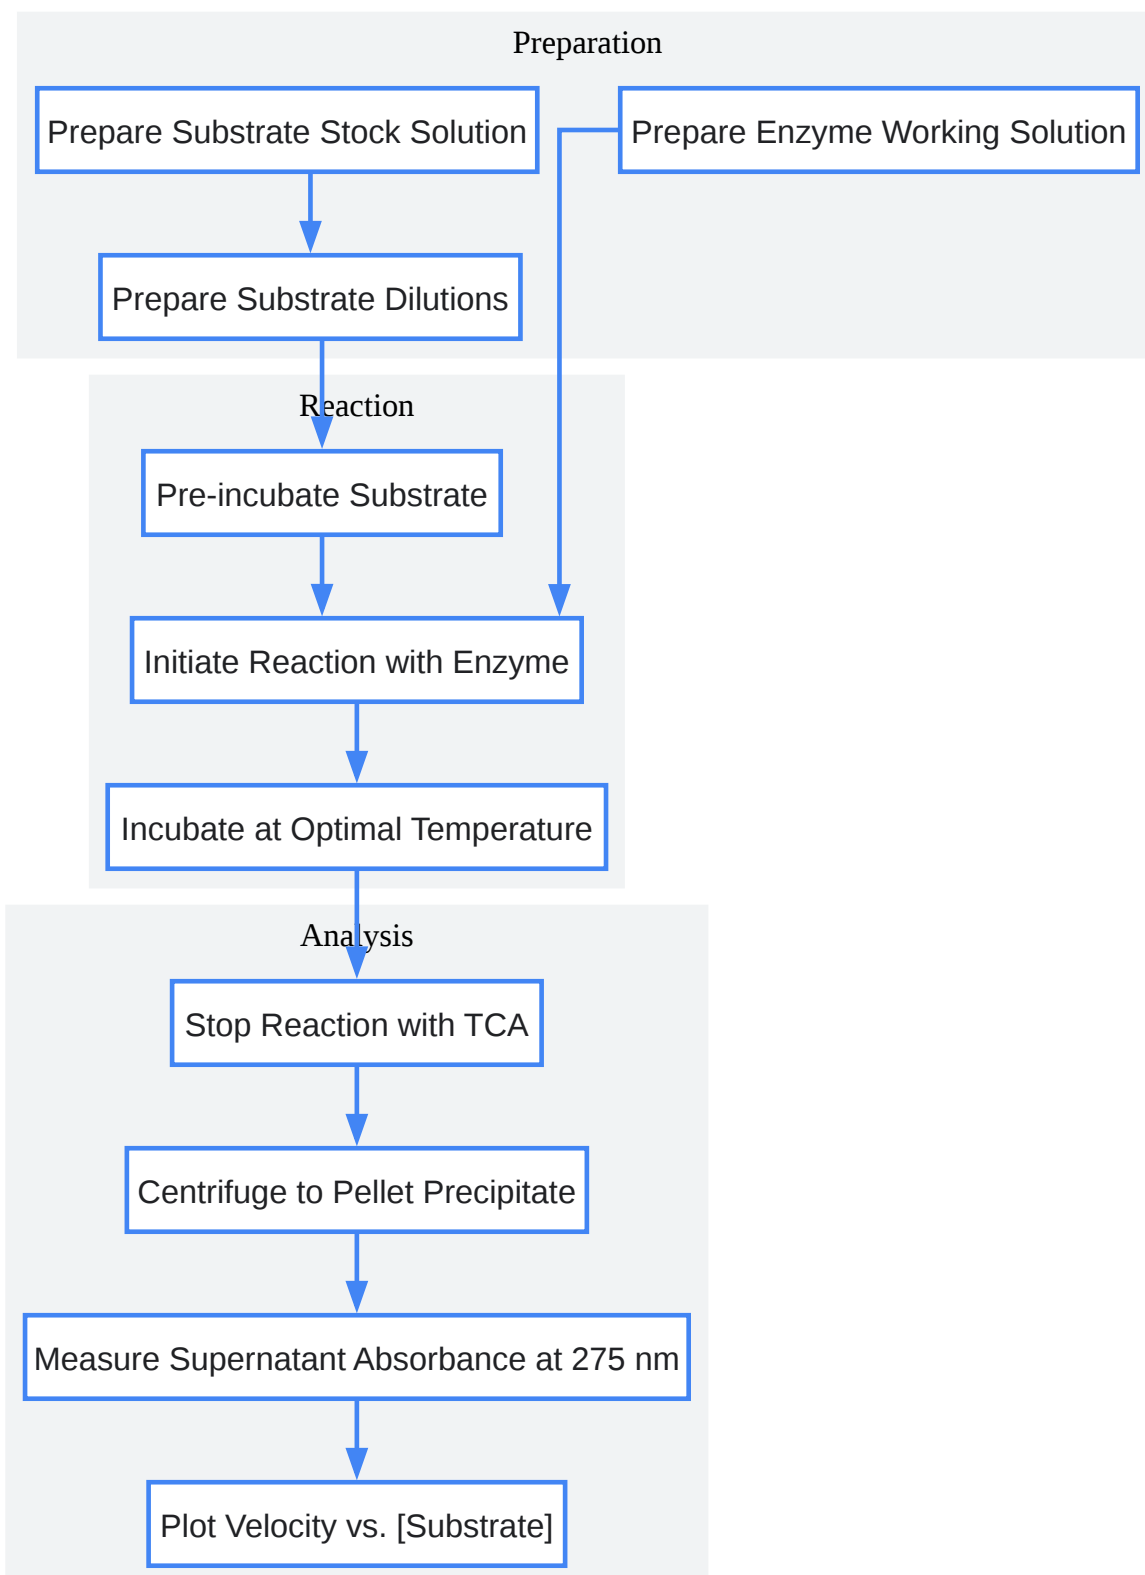 Preparation
Prepare Substrate Stock Solution
Prepare Enzyme Working Solution
Prepare Substrate Dilutions
Reaction
Pre-incubate Substrate
Initiate Reaction with Enzyme
Incubate at Optimal Temperature
Analysis
Stop Reaction with TCA
Centrifuge to Pellet Precipitate
Measure Supernatant Absorbance at 275 nm
Plot Velocity vs. [Substrate]